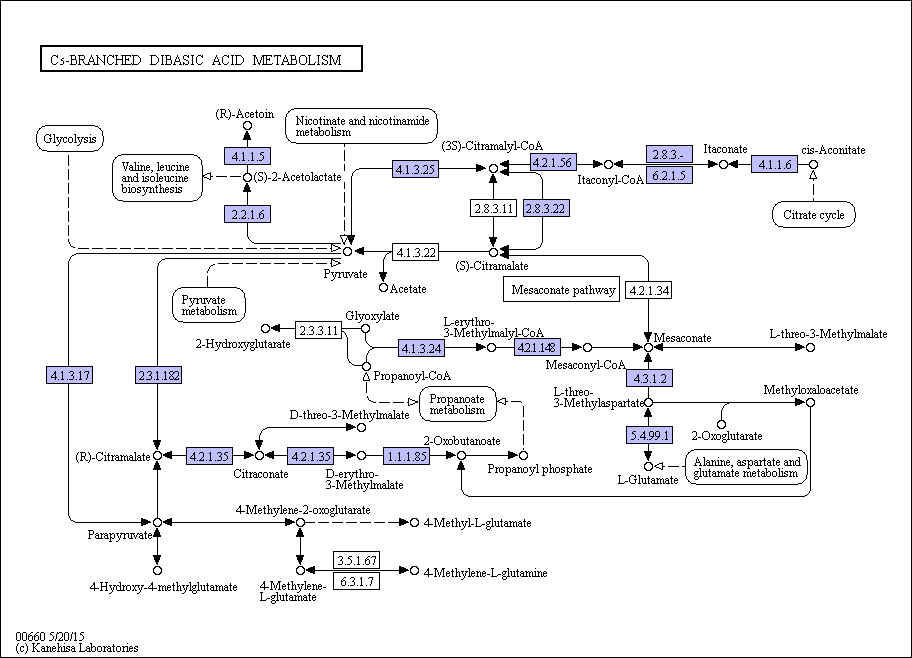 C5-BRANCHED DIBASIC ACID METABOLISM
(R)-Acetoin
Nicotinate and nicotinamide
metabolism
Glycolysis
(3S)-Citramalyl-CoA
Itaconate
cis-Aconitate
4.1.1.5
Valine, leucine
and isoleucine
biosynthesis
4.1.3.25
4.2.1.56
2.8.3.-
6.2.1.5
4.1.1.6
(S)-2-Acetolactate
Itaconyl-CoA
2.2.1.6
2.8.3.11
2.8.3.22
Citrate cycle
4.1.3.22
Pyruvate
(S)-Citramalate
Acetate
Mesaconate pathway
4.2.1.34
Pyruvate
metabolism
Glyoxylate
2.3.3.11
2-Hydroxyglutarate
L-erythro-
3-Methylmalyl-CoA
Mesaconate
L-threo-3-Methylmalate
4.1.3.24
4.2.1.148
Mesaconyl-CoA
4.1.3.17
2.3.1.182
Propanoyl-CoA
4.3.1.2
Propanoate
metabolism
L-threo-
3-Methylaspartate
Methyloxaloacetate
D-threo-3-Methylmalate
2-Oxoglutarate
5.4.99.1
(R)-Citramalate
4.2.1.35
Citraconate
4.2.1.35
D-erythro-
3-Methylmalate
1.1.1.85
2-Oxobutanoate
Propanoyl phosphate
L-Glutamate
Alanine, aspartate and
glutamate metabolism
4-Methylene-2-oxoglutarate
Parapyruvate
4-Methyl-L-glutamate
3.5.1.67
6.3.1.7
4-Hydroxy-4-methylglutamate
4-Methylene-
L-glutamate
4-Methylene-L-glutamine
00660 5/20/15
(c) Kanehisa Laboratories